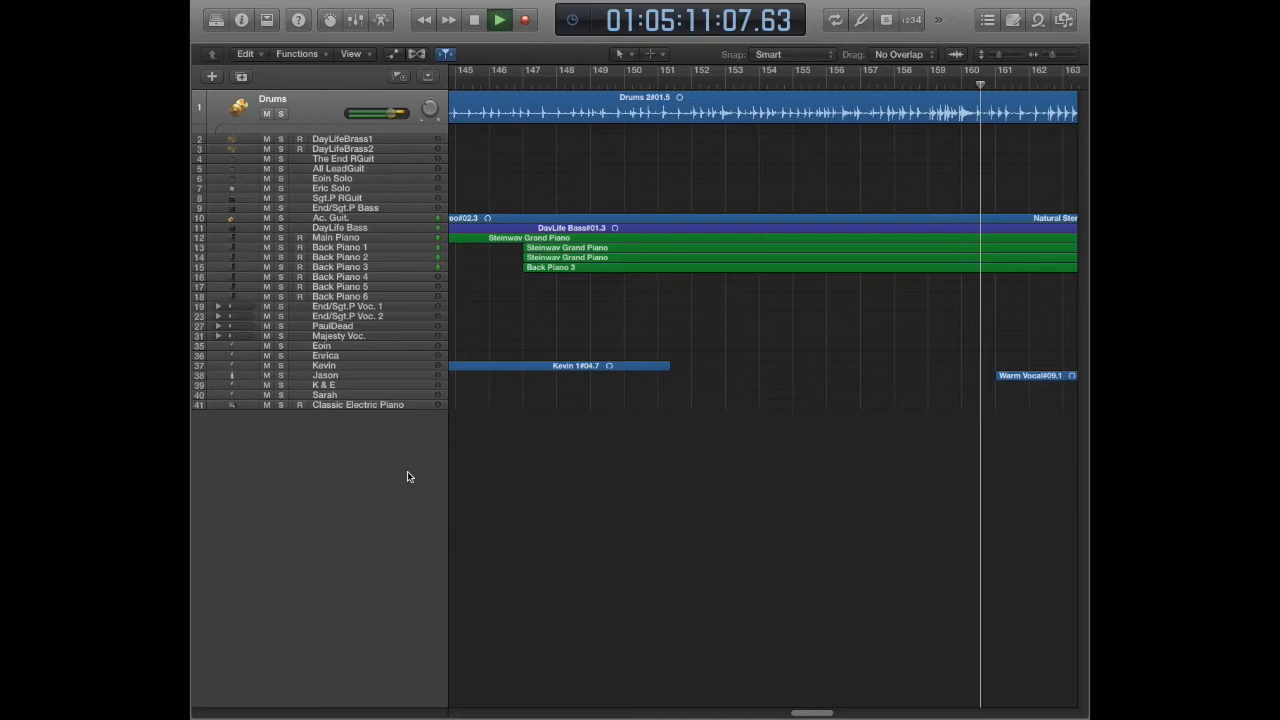 01:05:11:07.63
S 1234
Edit Functions View Snap: Smart Drag: No Overlap
145 146 147 148 149 150 151 152 153 154 155 156 157 158 159 160 161 162 163
1 Drums Drums 2#01.5
M S
2 M S R DayLifeBrass1
3 M S R DayLifeBrass2
4 M S The End RGuit
5 M S All LeadGuit
6 M S Eoin Solo
7 M S Eric Solo
8 M S Sgt.P RGuit
9 M S End/Sgt.P Bass
10 M S Ac. Guit. eo#02.3 Natural Ster
11 M S DayLife Bass DayLife Bass#01.3
12 M S R Main Piano Steinway Grand Piano
13 M S R Back Piano 1 Steinway Grand Piano
14 M S R Back Piano 2 Steinway Grand Piano
15 M S R Back Piano 3 Back Piano 3
16 M S R Back Piano 4
17 M S R Back Piano 5
18 M S R Back Piano 6
19 M S End/Sgt.P Voc. 1
23 M S End/Sgt.P Voc. 2
27 M S PaulDead
31 M S Majesty Voc.
35 M S Eoin
36 M S Enrica
37 M S Kevin Kevin 1#04.7
38 M S Jason Warm Vocal#09.1
39 M S K & E
40 M S Sarah
41 M S R Classic Electric Piano